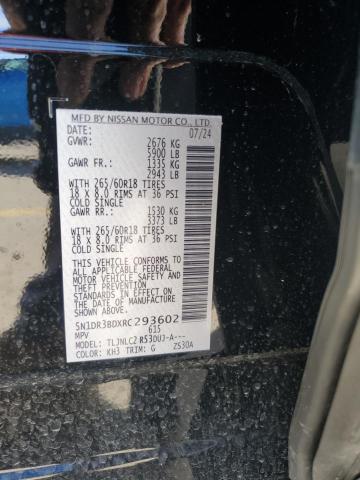 MFD BY NISSAN MOTOR CO., LTD.
DATE: 07/24
GVWR: 2676 KG
5900 LB
GAWR FR.: 1335 KG
2943 LB
WITH 265/60R18 TIRES
18 X 8.0 RIMS AT 36 PSI
COLD SINGLE
GAWR RR.: 1530 KG
3373 LB
WITH 265/60R18 TIRES
18 X 8.0 RIMS AT 36 PSI
COLD SINGLE
THIS VEHICLE CONFORMS TO ALL
APPLICABLE FEDERAL MOTOR
VEHICLE SAFETY AND THEFT
PREVENTION STANDARDS IN
EFFECT ON THE DATE OF
MANUFACTURE SHOWN ABOVE.
5N1DR3BDXRC293602
MPV 615
MODEL: TLJNLCZ R53DUJ-A---
COLOR: KH3 TRIM: G ZS30A